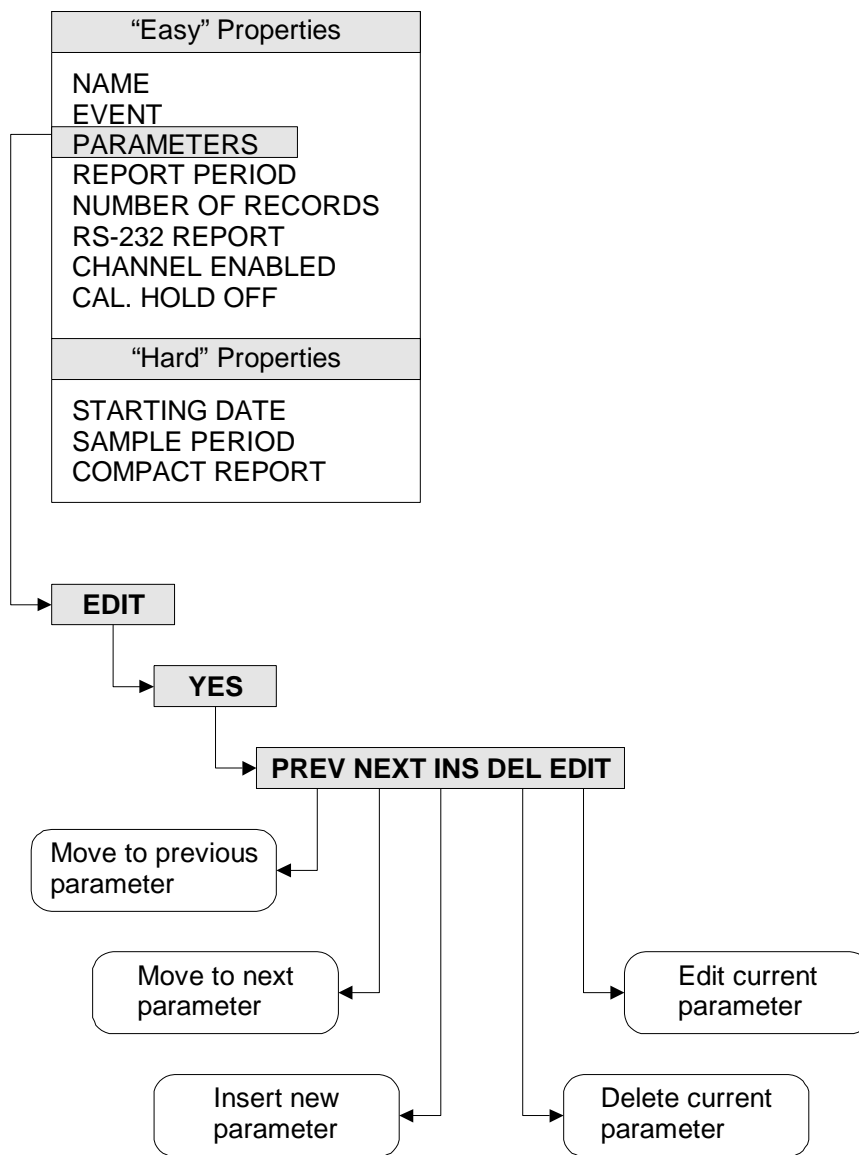 “Easy” Properties
NAME
EVENT
PARAMETERS
REPORT PERIOD
NUMBER OF RECORDS
RS-232 REPORT
CHANNEL ENABLED
CAL. HOLD OFF
“Hard” Properties
STARTING DATE
SAMPLE PERIOD
COMPACT REPORT
EDIT
YES
PREV NEXT INS DEL EDIT
Move to previous
parameter
Move to next
parameter
Edit current
parameter
Insert new
parameter
Delete current
parameter